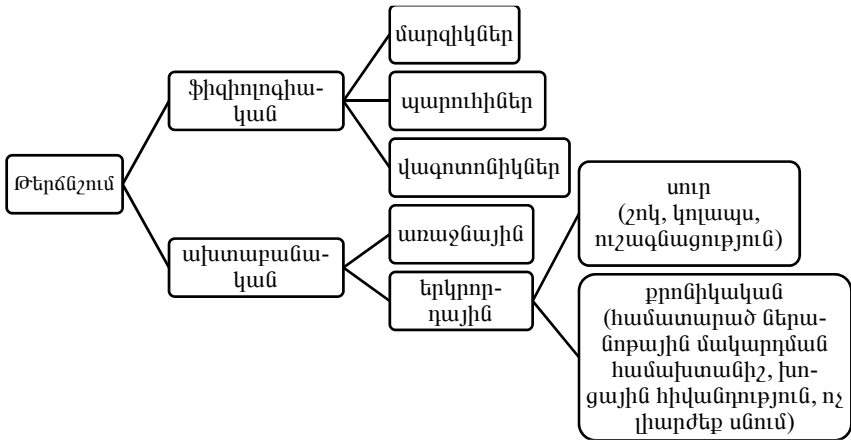 Թերճնշում
ֆիզիոլոգիա-
կան
մարզիկներ
պարուհիներ
վագոտոնիկներ
ախտաբանա-
կան
առաջնային
երկրոր-
դային
սուր
(շոկ, կոլապս,
ուշագնացություն)
քրոնիկական
(համատարած ներա-
նոթային մակարդման
համախտանիշ, խո-
ցային հիվանդություն, ոչ
լիարժեք սնում)